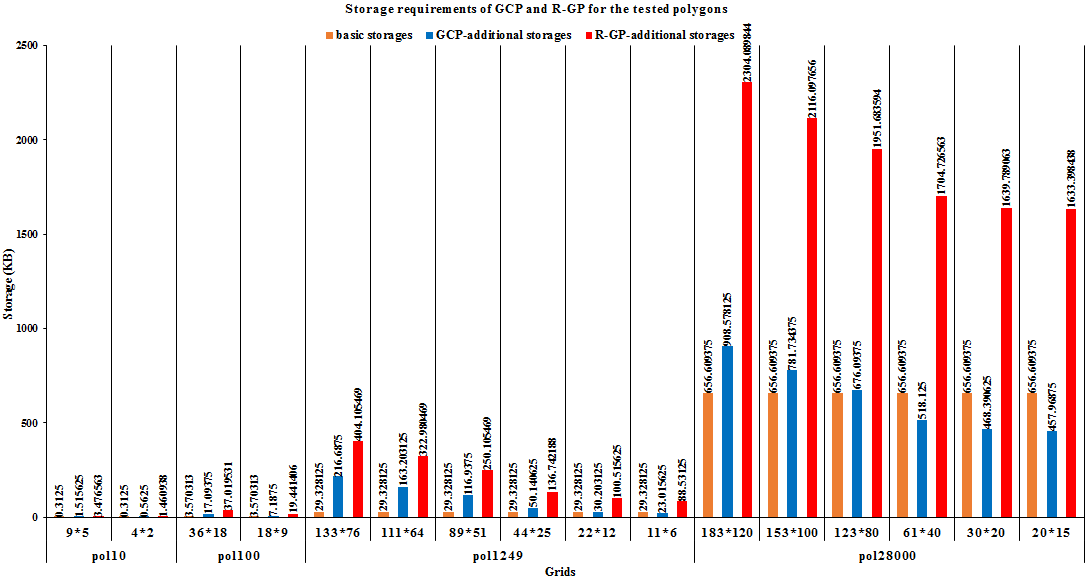 Storage requirements of GCP and R-GP for the tested polygons
basic storages GCP-additional storages R-GP-additional storages
Storage (KB)
2500
2000
1500
1000
500
0
0.3125 1.515625 3.476563
0.3125 0.5625 1.460938
3.570313 17.09375 37.019531
3.570313 7.1875 19.441406
29.328125 216.6875 404.105469
29.328125 163.203125 322.980469
29.328125 116.9375 250.105469
29.328125 50.140625 136.742188
29.328125 30.203125 100.515625
29.328125 23.015625 88.53125
656.609375 908.578125 2304.089844
656.609375 781.734375 2116.097656
656.609375 676.09375 1951.683594
656.609375 518.125 1704.726563
656.609375 468.390625 1639.789063
656.609375 457.96875 1633.398438
9*5 4*2 36*18 18*9 133*76 111*64 89*51 44*25 22*12 11*6 183*120 153*100 123*80 61*40 30*20 20*15
pol10 pol100 pol1249 pol28000
Grids